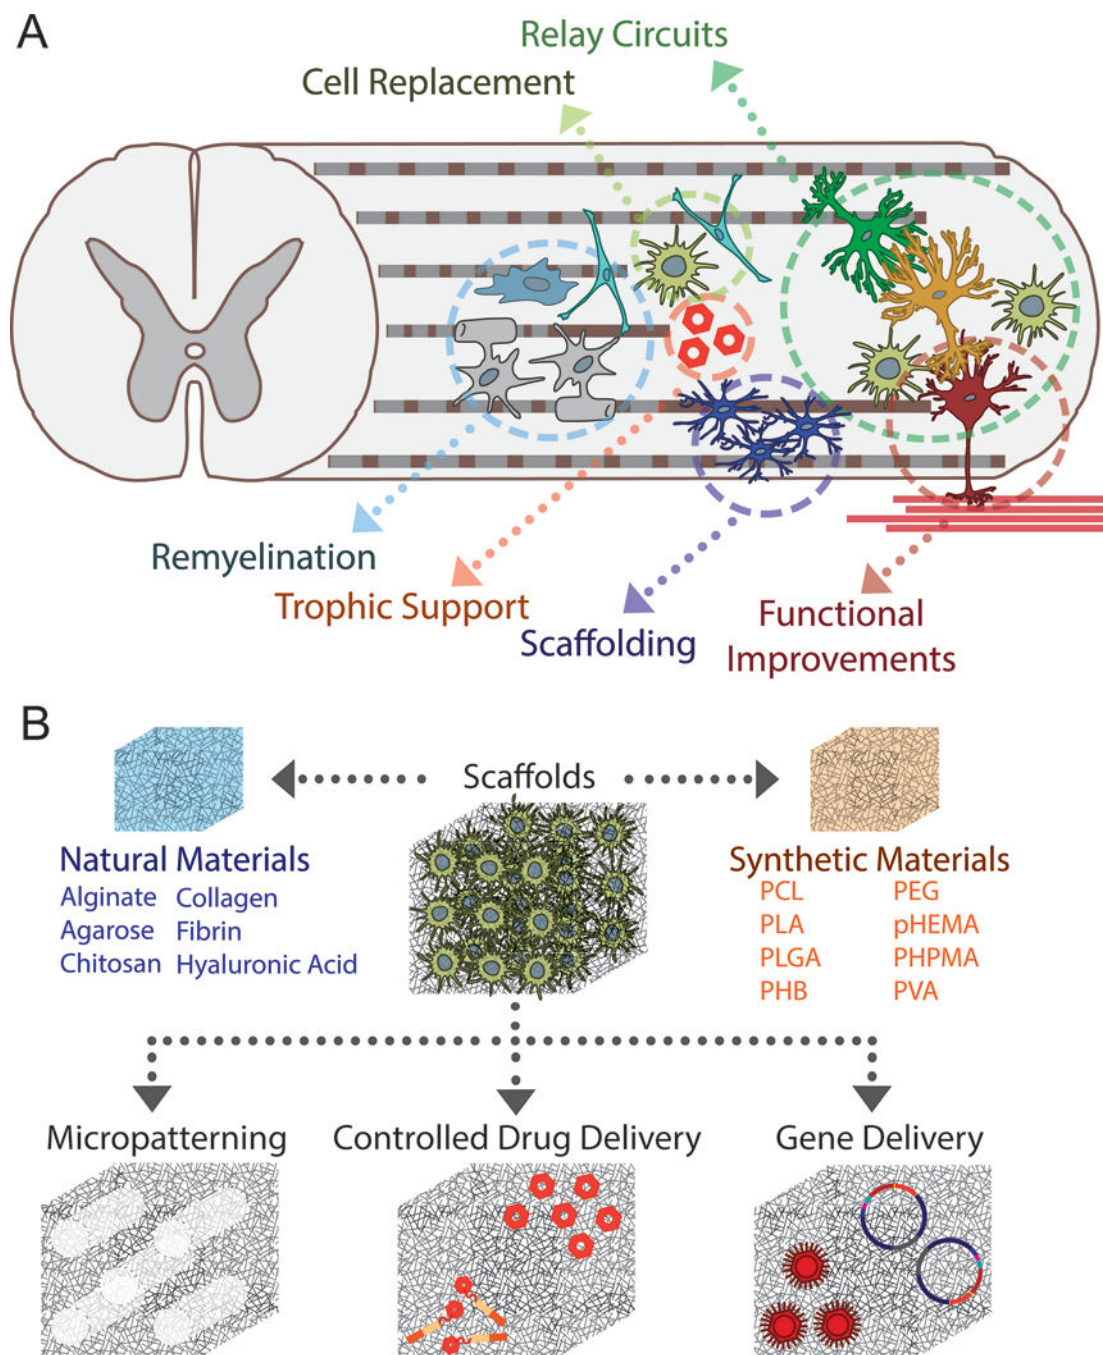 A
Relay Circuits
Cell Replacement
Remyelination
Trophic Support
Scaffolding
Functional
Improvements
B
Scaffolds
Natural Materials
Alginate Collagen
Agarose Fibrin
Chitosan Hyaluronic Acid
Synthetic Materials
PCL PEG
PLA pHEMA
PLGA PHPMA
PHB PVA
Micropatterning
Controlled Drug Delivery
Gene Delivery